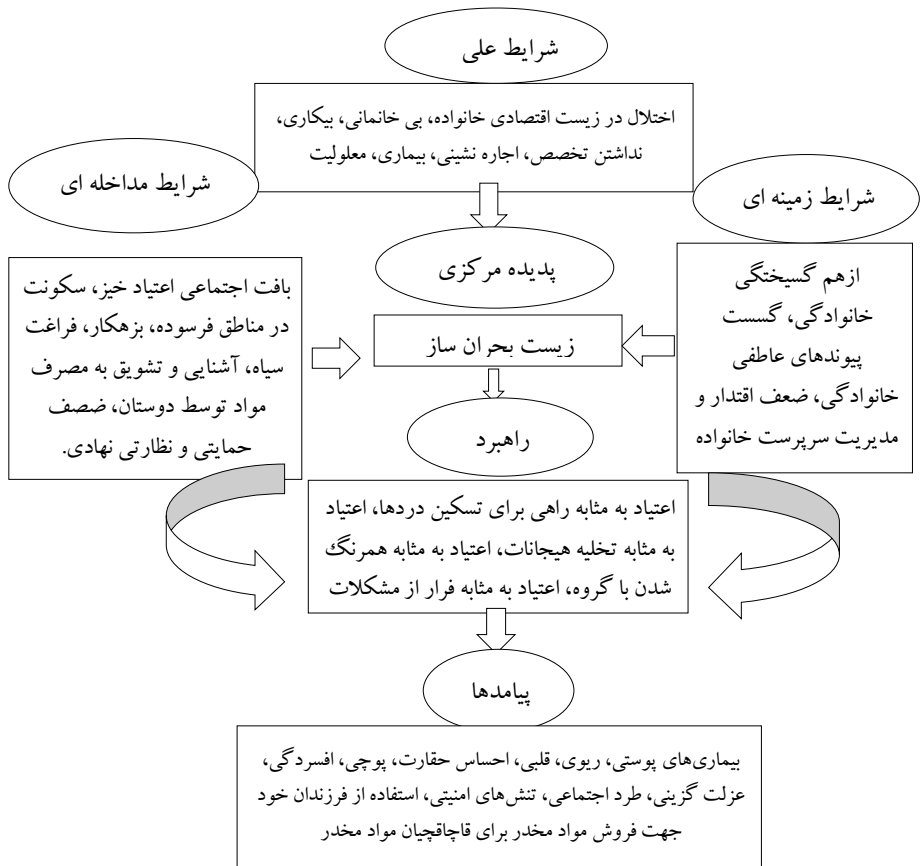 شرایط علی
اختلال در زیست اقتصادی خانواده، بی خانمانی، بیکاری،
نداشتن تخصص، اجاره نشینی، بیماری، معلولیت
شرایط زمینه ای
ازهم گسیختگی
خانوادگی، گسست
پیوندهای عاطفی
خانوادگی، ضعف اقتدار و
مدیریت سرپرست خانواده
شرایط مداخله ای
بافت اجتماعی اعتیاد خیز، سکونت
در مناطق فرسوده، بزهکار، فراغت
سیاه، آشنایی و تشویق به مصرف
مواد توسط دوستان، ضصف
حمایتی و نظارتی نهادی.
پدیده مرکزی
زیست بحران ساز
راهبرد
اعتیاد به مثابه راهی برای تسکین دردها، اعتیاد
به مثابه تخلیه هیجانات، اعتیاد به مثابه همرنگ
شدن با گروه، اعتیاد به مثابه فرار از مشکلات
پیامدها
بیماری‌های پوستی، ریوی، قلبی، احساس حقارت، پوچی، افسردگی،
عزلت گزینی، طرد اجتماعی، تنش‌های امنیتی، استفاده از فرزندان خود
جهت فروش مواد مخدر برای قاچاقچیان مواد مخدر